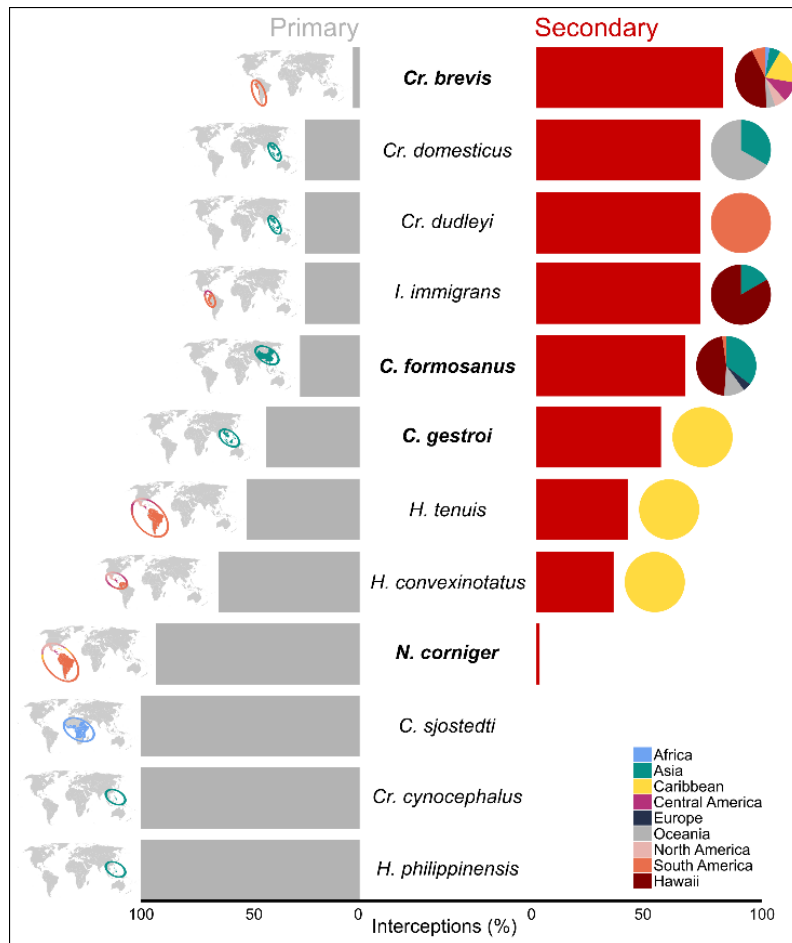 Primary Secondary
Cr. brevis
Cr. domesticus
Cr. dudleyi
I. immigrans
C. formosanus
C. gestroi
H. tenuis
H. convexinotatus
N. corniger
C. sjostedti
Cr. cynocephalus
H. philippinensis
Africa
Asia
Caribbean
Central America
Europe
Oceania
North America
South America
Hawaii
100 50 0 0 50 100
Interceptions (%)